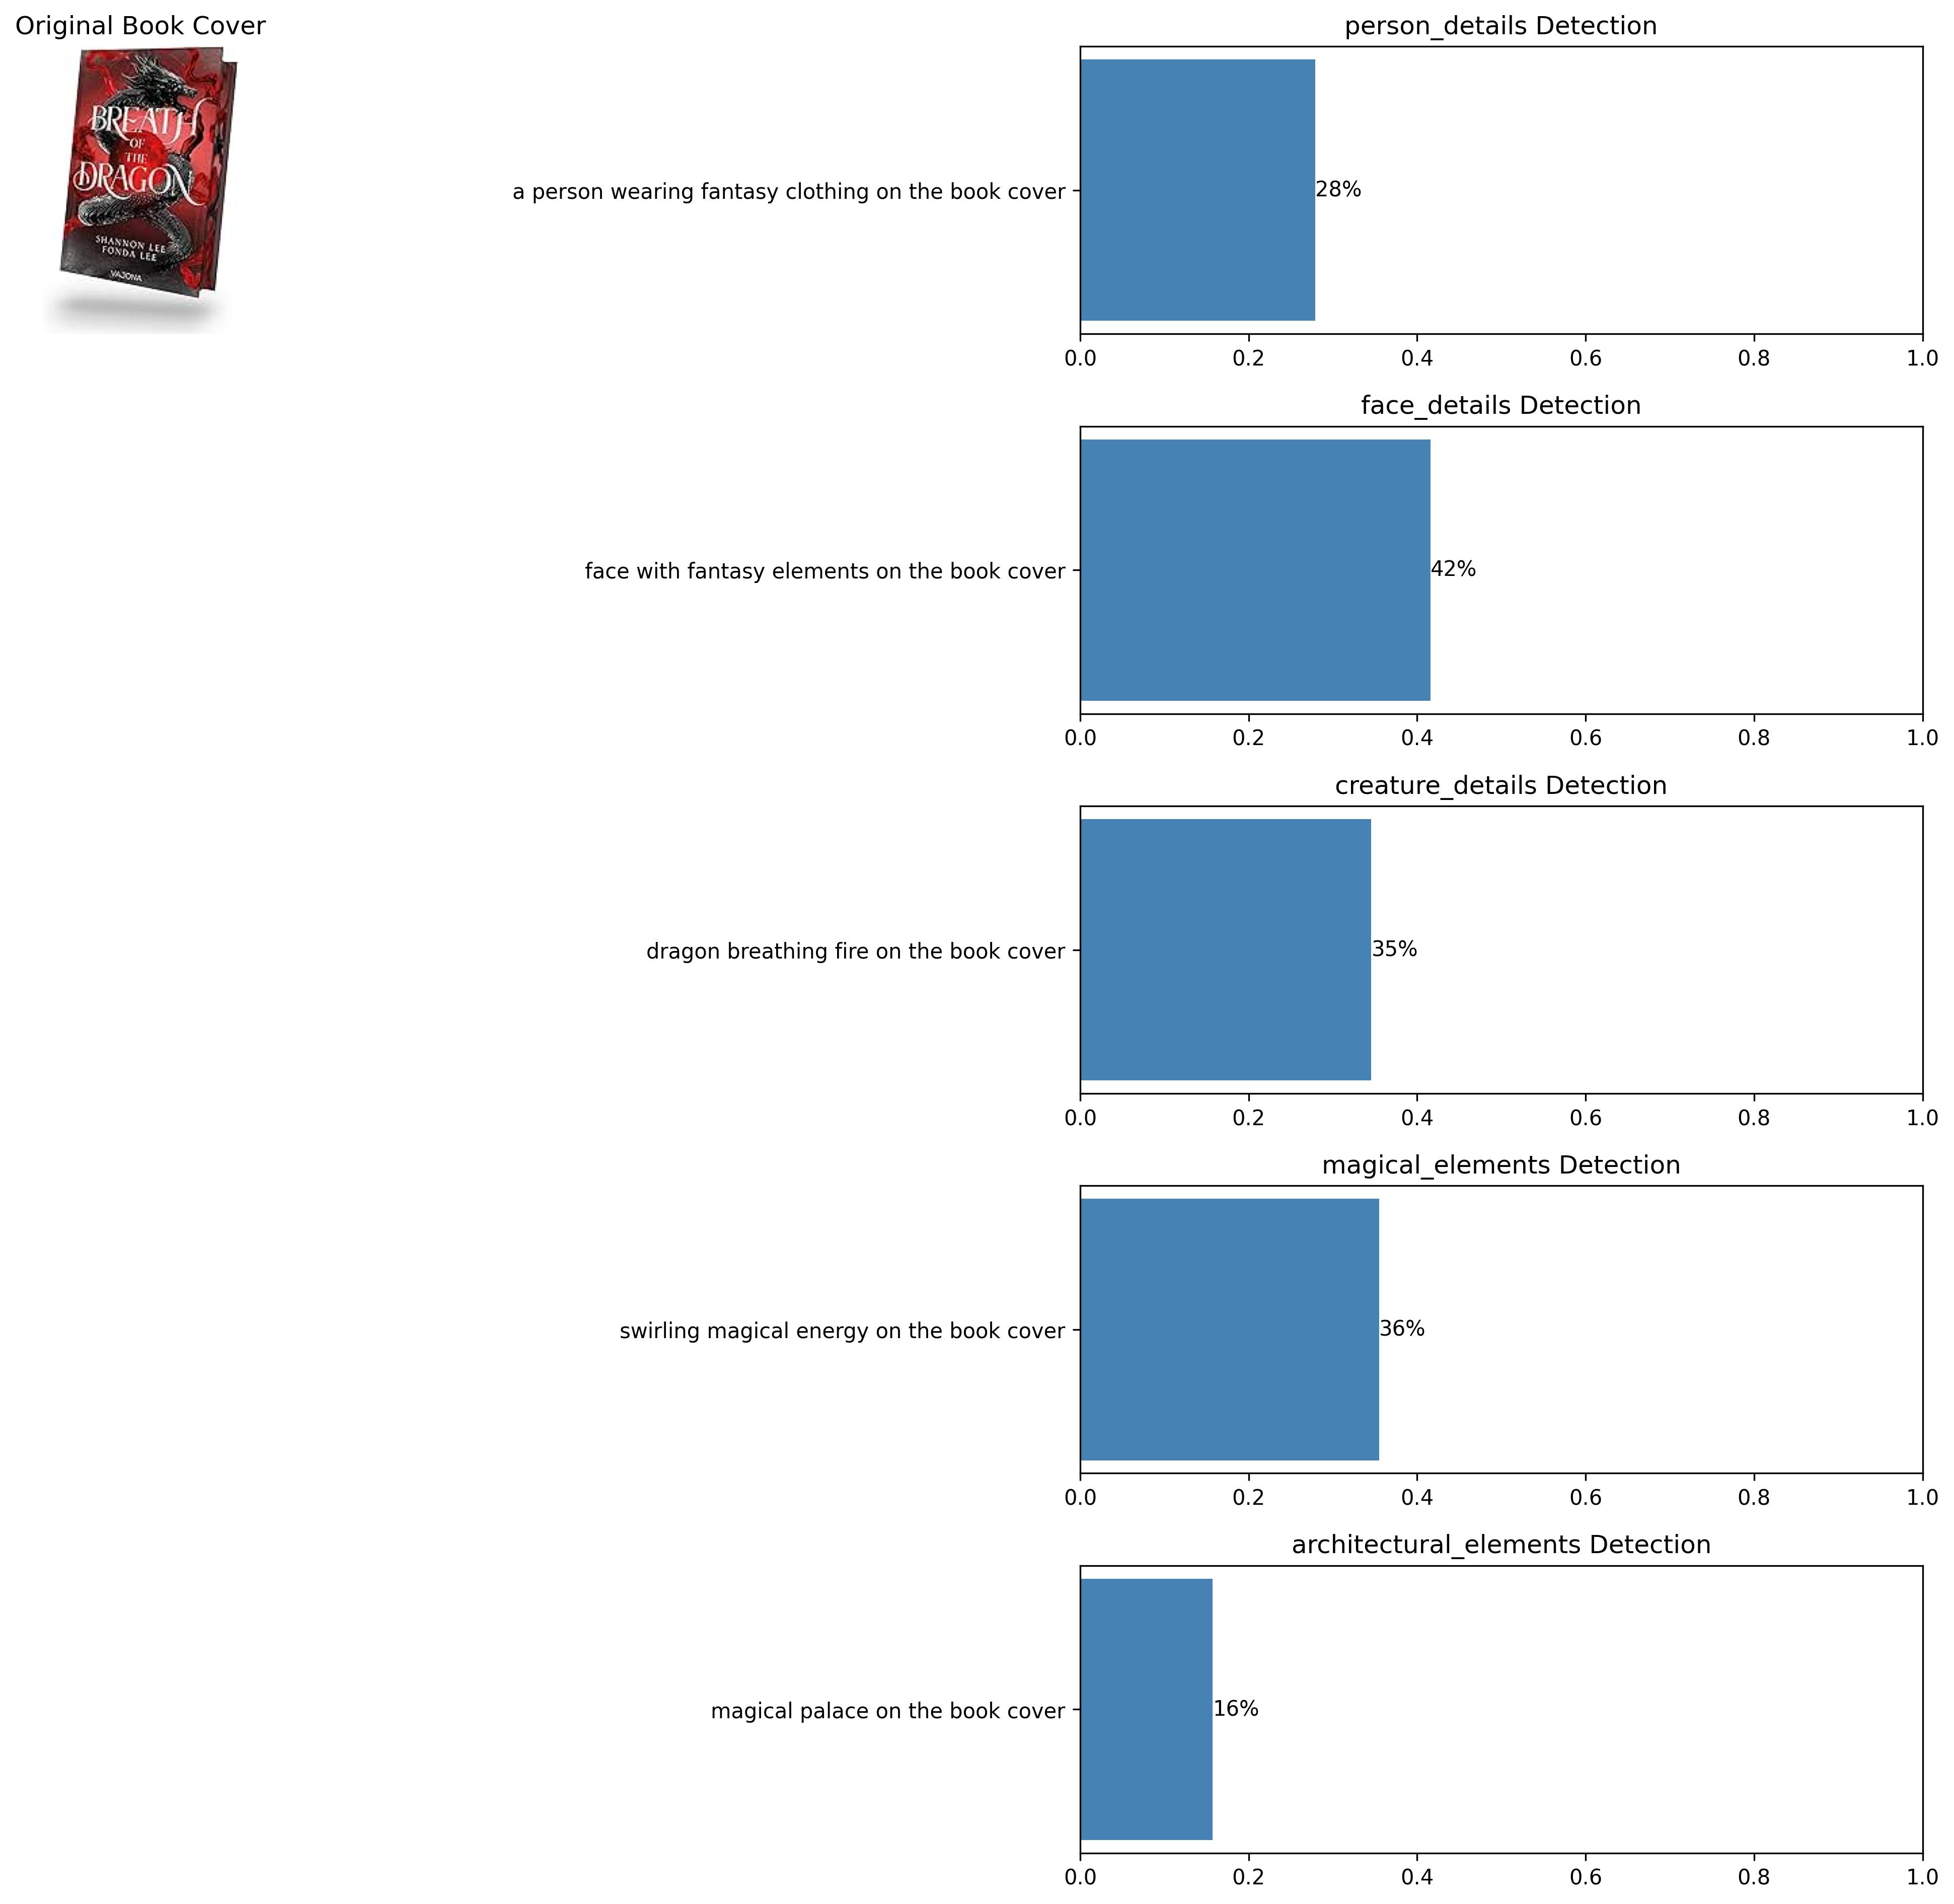 Original Book Cover
BREATH
OF
THE
DRAGON
SHANNON LEE
FONDA LEE
VAJONA
person_details Detection
a person wearing fantasy clothing on the book cover
28%
0.0 0.2 0.4 0.6 0.8 1.0
face_details Detection
face with fantasy elements on the book cover
42%
0.0 0.2 0.4 0.6 0.8 1.0
creature_details Detection
dragon breathing fire on the book cover
35%
0.0 0.2 0.4 0.6 0.8 1.0
magical_elements Detection
swirling magical energy on the book cover
36%
0.0 0.2 0.4 0.6 0.8 1.0
architectural_elements Detection
magical palace on the book cover
16%
0.0 0.2 0.4 0.6 0.8 1.0